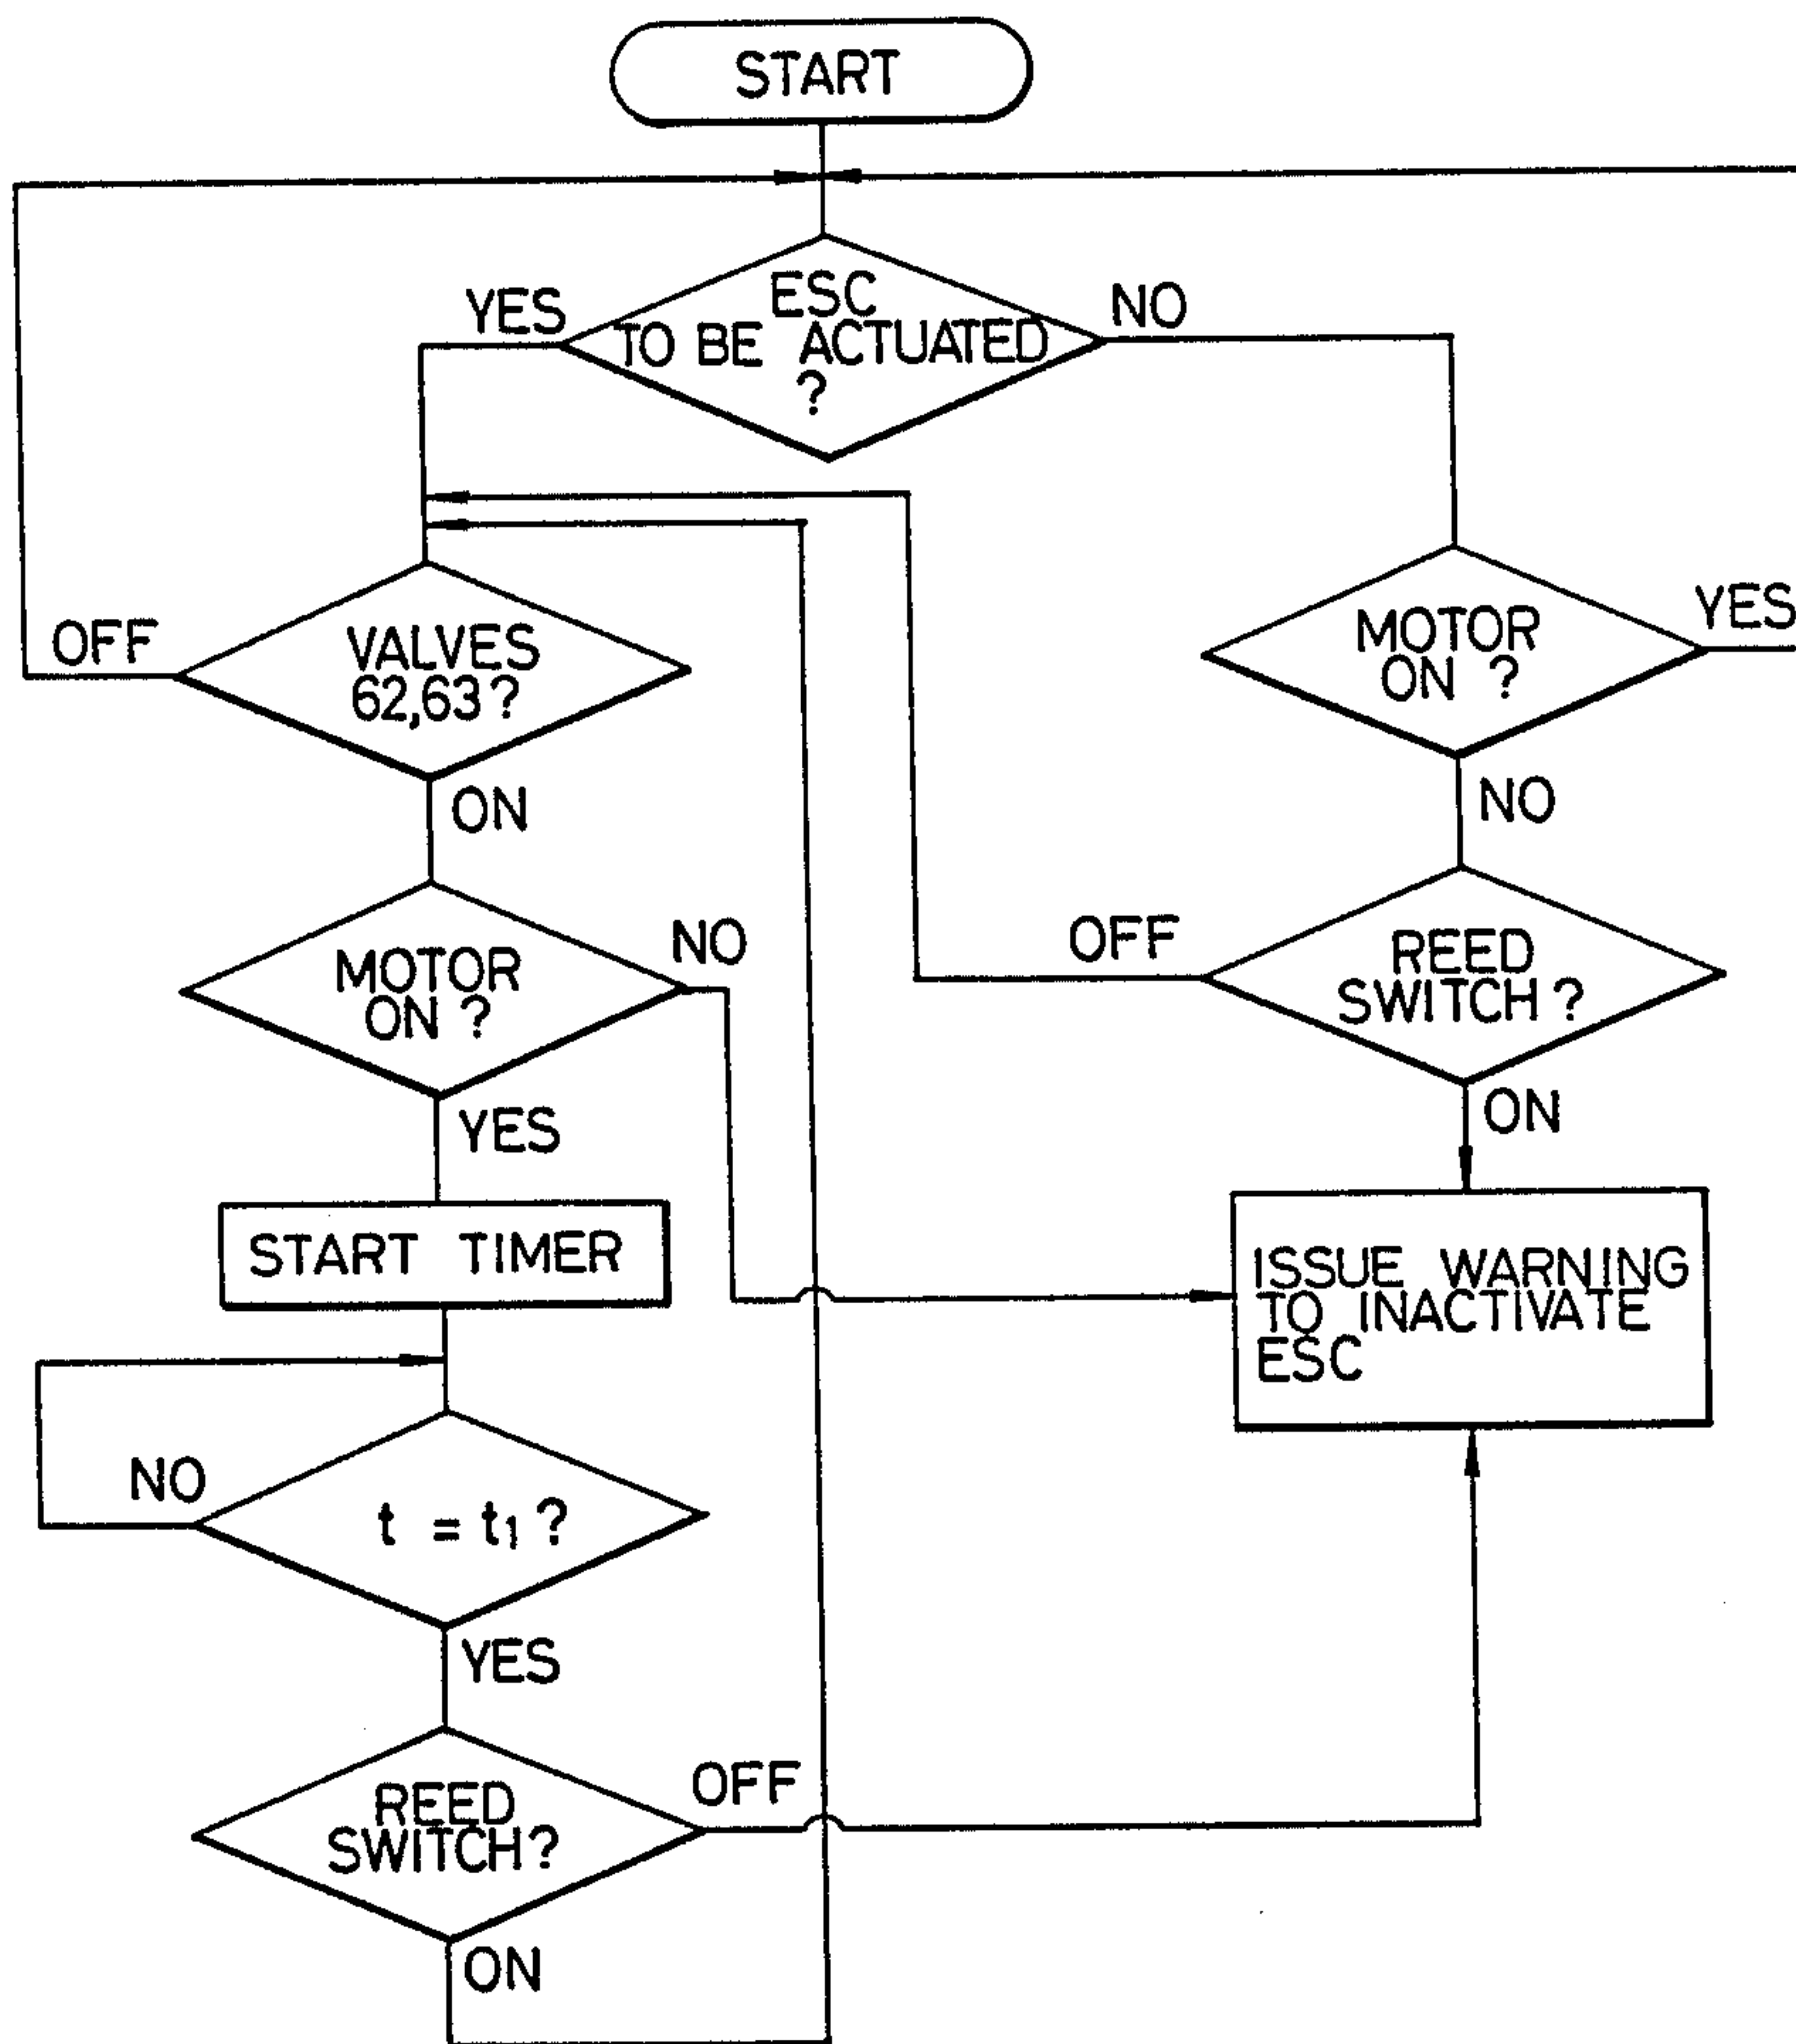 START
ESC
TO BE ACTUATED
?
YES
NO
OFF
VALVES
62,63?
ON
MOTOR
ON ?
YES
NO
MOTOR
ON ?
NO
YES
OFF
REED
SWITCH ?
ON
START TIMER
ISSUE WARNING
TO INACTIVATE
ESC
NO
t = t₁ ?
YES
REED
SWITCH?
OFF
ON